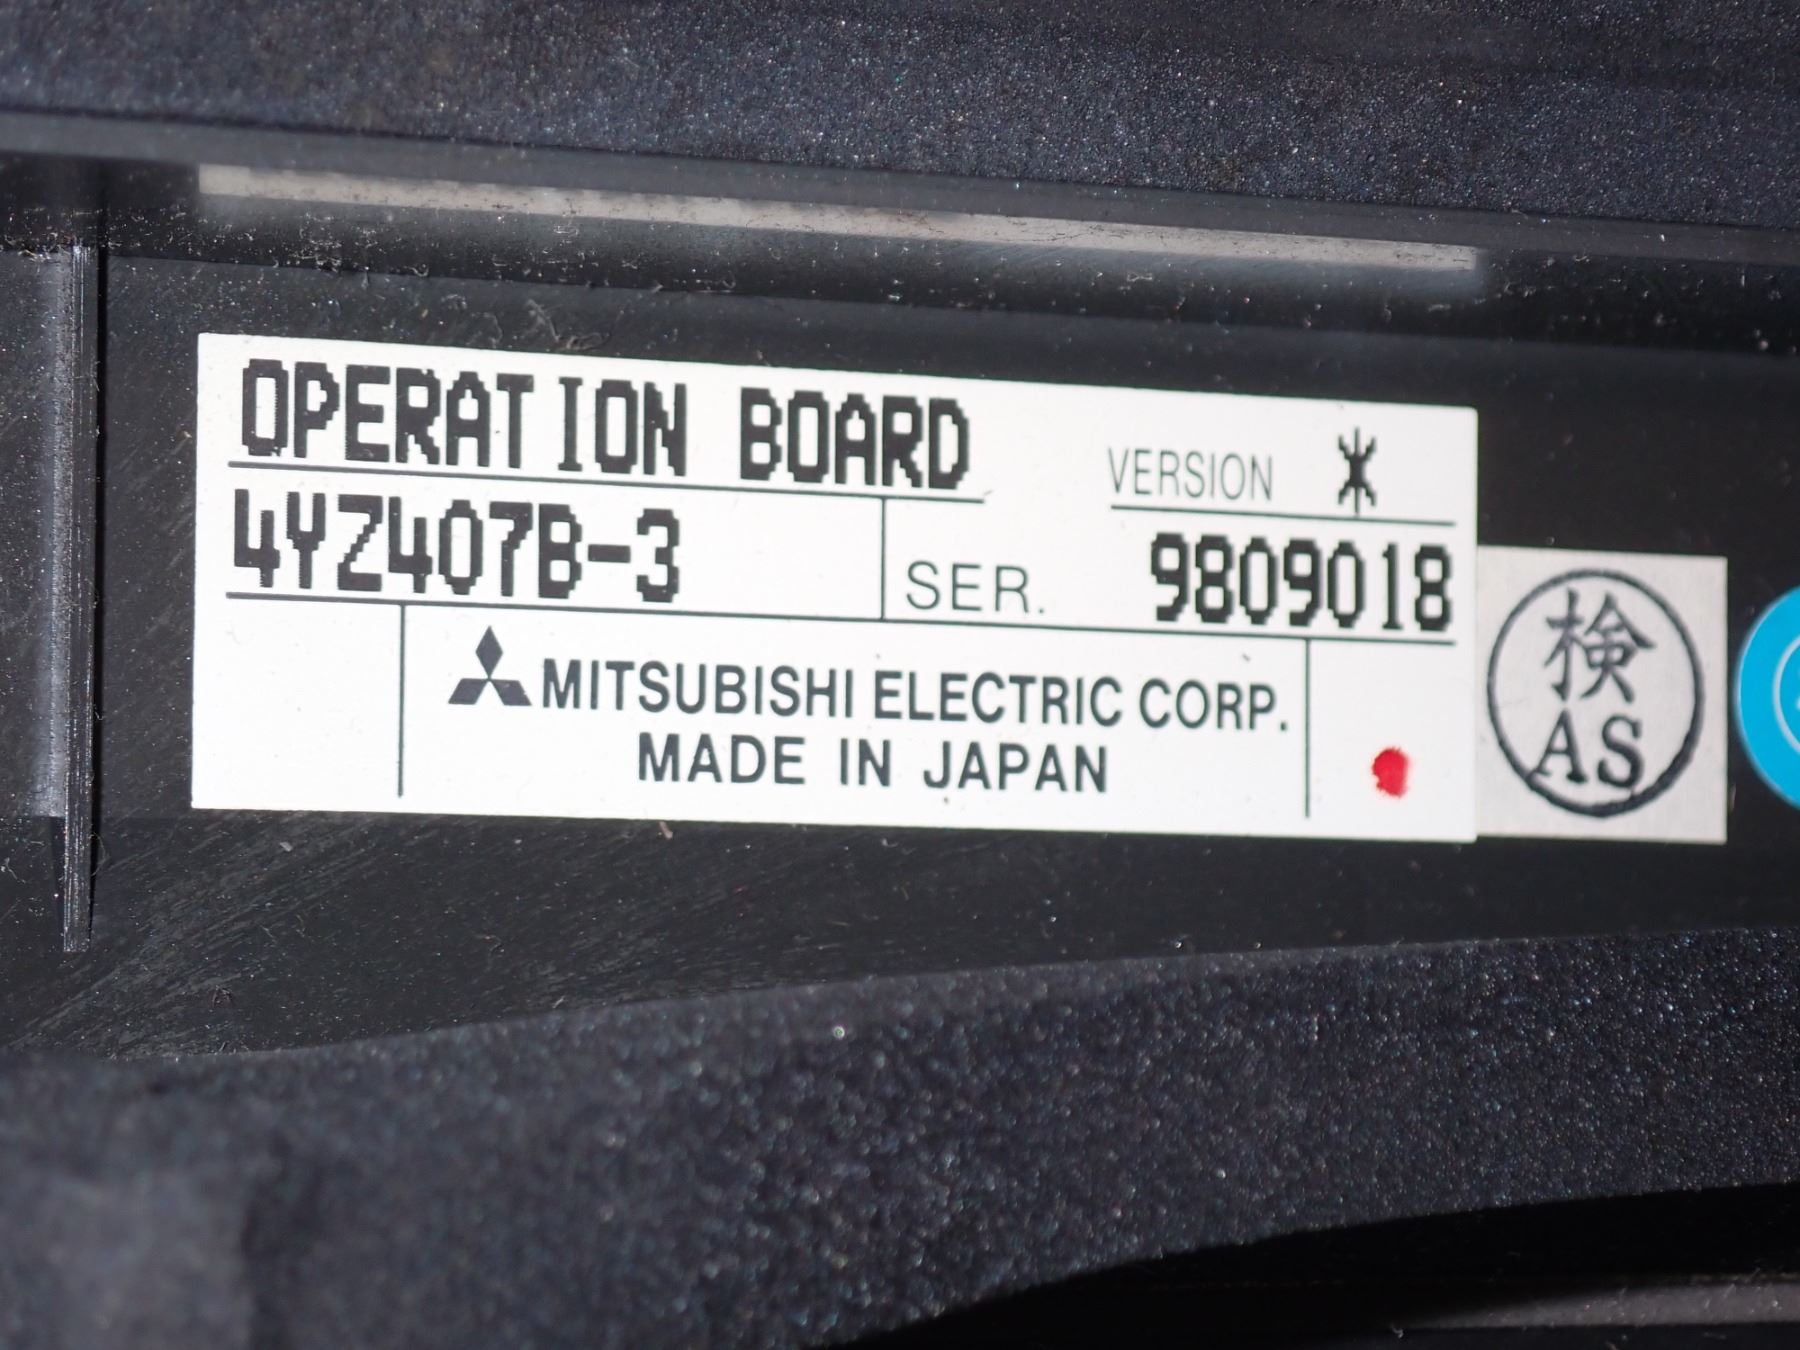 OPERATION BOARD
VERSION *
4YZ407B-3
SER. 9809018
MITSUBISHI ELECTRIC CORP.
MADE IN JAPAN
検
AS